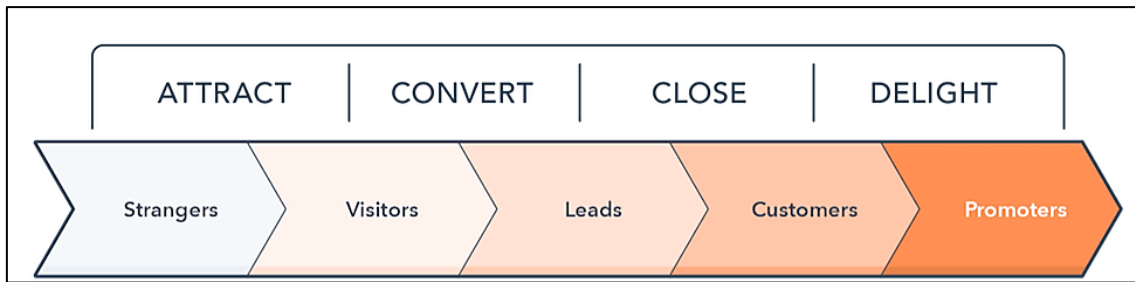 ATTRACT CONVERT CLOSE DELIGHT
Strangers Visitors Leads Customers Promoters